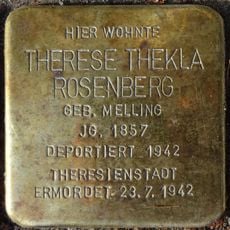 HIER WOHNTE
THERESE THEKLA
ROSENBERG
GEB. MELLING
JG. 1857
DEPORTIERT 1942
THERESIENSTADT
ERMORDET 23.7.1942